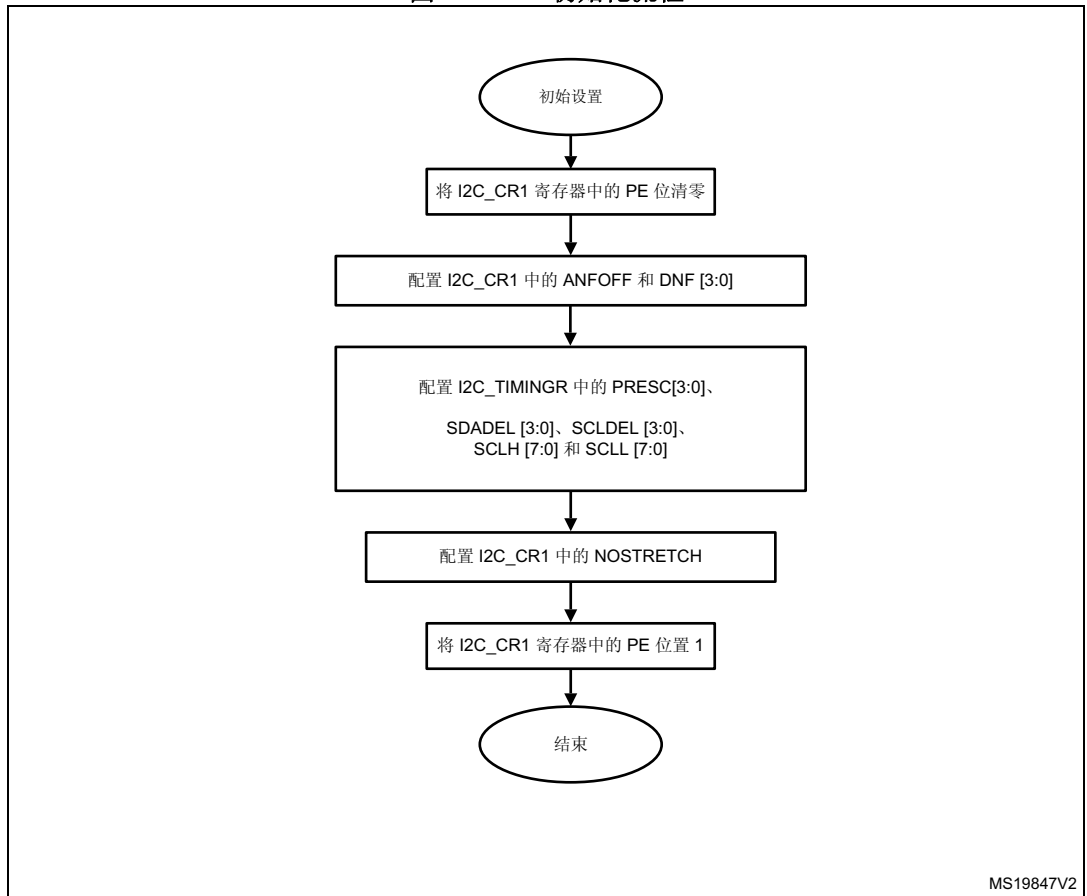 初始设置
将 I2C_CR1 寄存器中的 PE 位清零
配置 I2C_CR1 中的 ANFOFF 和 DNF [3:0]
配置 I2C_TIMINGR 中的 PRESC[3:0]、
SDADEL [3:0]、SCLDEL [3:0]、
SCLH [7:0] 和 SCLL [7:0]
配置 I2C_CR1 中的 NOSTRETCH
将 I2C_CR1 寄存器中的 PE 位置 1
结束
MS19847V2